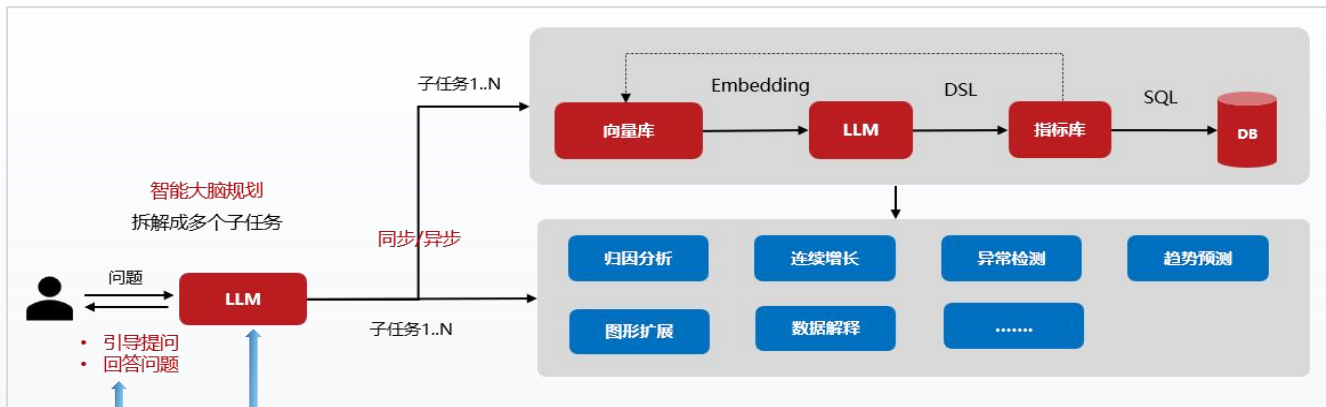 子任务1..N
Embedding
DSL
SQL
向量库
LLM
指标库
DB
智能大脑规划
拆解成多个子任务
同步/异步
问题
LLM
子任务1..N
• 引导提问
• 回答问题
归因分析
连续增长
异常检测
趋势预测
图形扩展
数据解释
.......